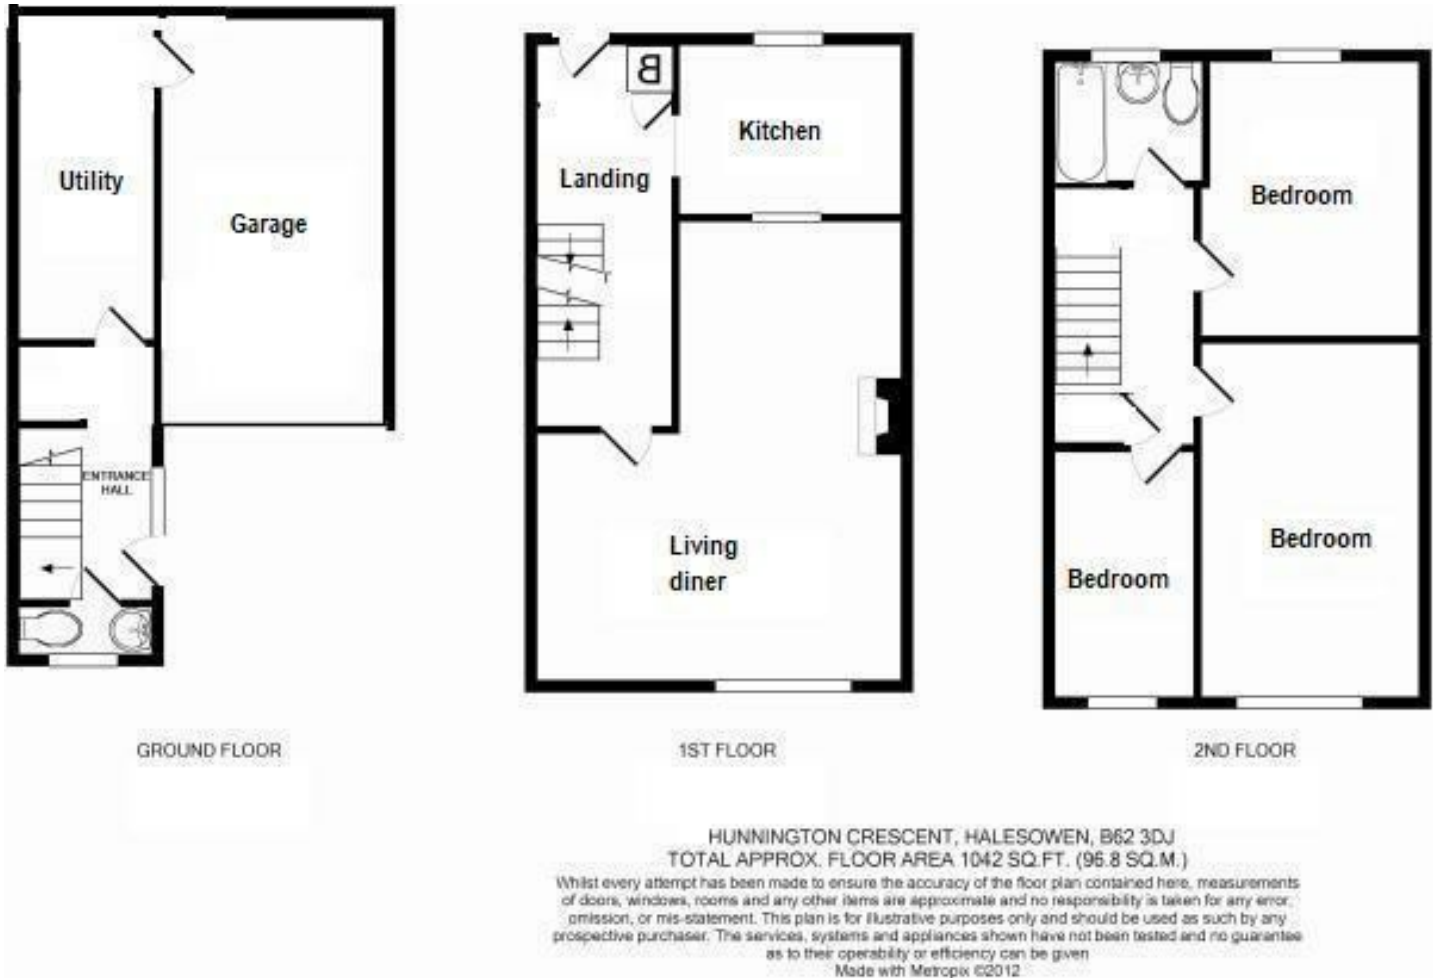 Utility
Garage
ENTRANCE
HALL
GROUND FLOOR
B
Kitchen
Landing
Living
diner
1ST FLOOR
Bedroom
Bedroom
Bedroom
2ND FLOOR
HUNNINGTON CRESCENT, HALESOWEN, B62 3DJ
TOTAL APPROX. FLOOR AREA 1042 SQ.FT. (96.8 SQ.M.)
Whilst every attempt has been made to ensure the accuracy of the floor plan contained here, measurements
of doors, windows, rooms and any other items are approximate and no responsibility is taken for any error,
omission, or mis-statement. This plan is for illustrative purposes only and should be used as such by any
prospective purchaser. The services, systems and appliances shown have not been tested and no guarantee
as to their operability or efficiency can be given
Made with Metropix ©2012